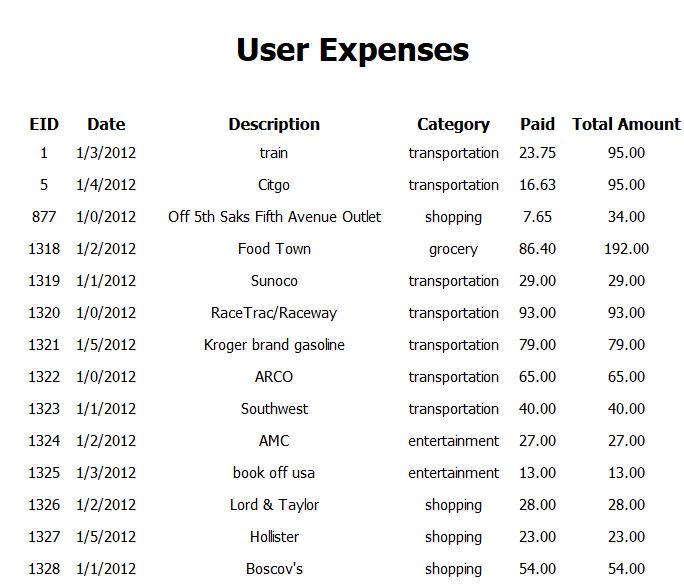 User Expenses
EID Date Description Category Paid Total Amount
1 1/3/2012 train transportation 23.75 95.00
5 1/4/2012 Citgo transportation 16.63 95.00
877 1/0/2012 Off 5th Saks Fifth Avenue Outlet shopping 7.65 34.00
1318 1/2/2012 Food Town grocery 86.40 192.00
1319 1/1/2012 Sunoco transportation 29.00 29.00
1320 1/0/2012 RaceTrac/Raceway transportation 93.00 93.00
1321 1/5/2012 Kroger brand gasoline transportation 79.00 79.00
1322 1/0/2012 ARCO transportation 65.00 65.00
1323 1/1/2012 Southwest transportation 40.00 40.00
1324 1/2/2012 AMC entertainment 27.00 27.00
1325 1/3/2012 book off usa entertainment 13.00 13.00
1326 1/2/2012 Lord & Taylor shopping 28.00 28.00
1327 1/5/2012 Hollister shopping 23.00 23.00
1328 1/1/2012 Boscov's shopping 54.00 54.00